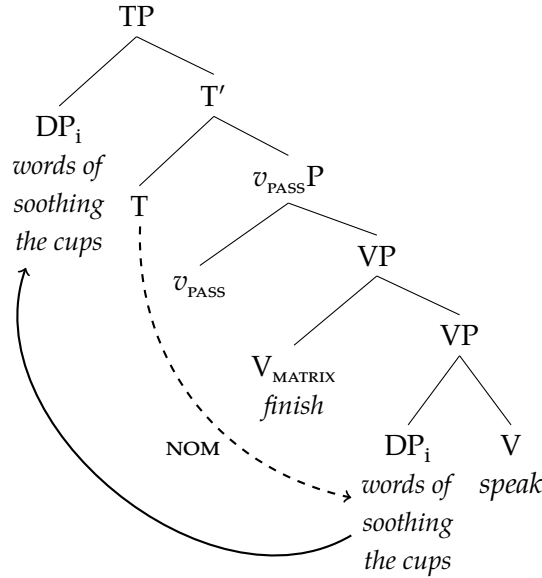 TP
DPᵢ
words of
soothing
the cups
T′
T
vPASSP
vPASS
VP
VMATRIX
finish
VP
NOM
DPᵢ
words of
soothing
the cups
V
speak